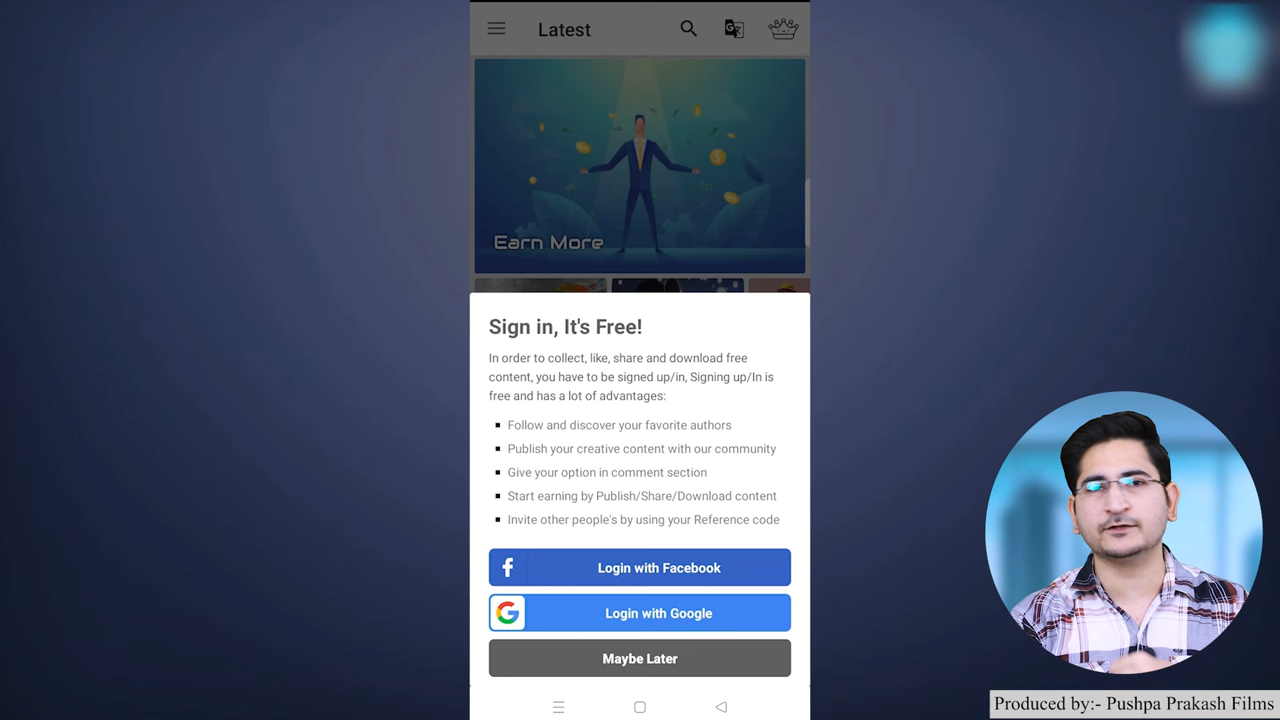 Latest
Earn More
Sign in, It's Free!
In order to collect, like, share and download free
content, you have to be signed up/in, Signing up/In is
free and has a lot of advantages:
Follow and discover your favorite authors
Publish your creative content with our community
Give your option in comment section
Start earning by Publish/Share/Download content
Invite other people's by using your Reference code
Login with Facebook
Login with Google
Maybe Later
Produced by:- Pushpa Prakash Films